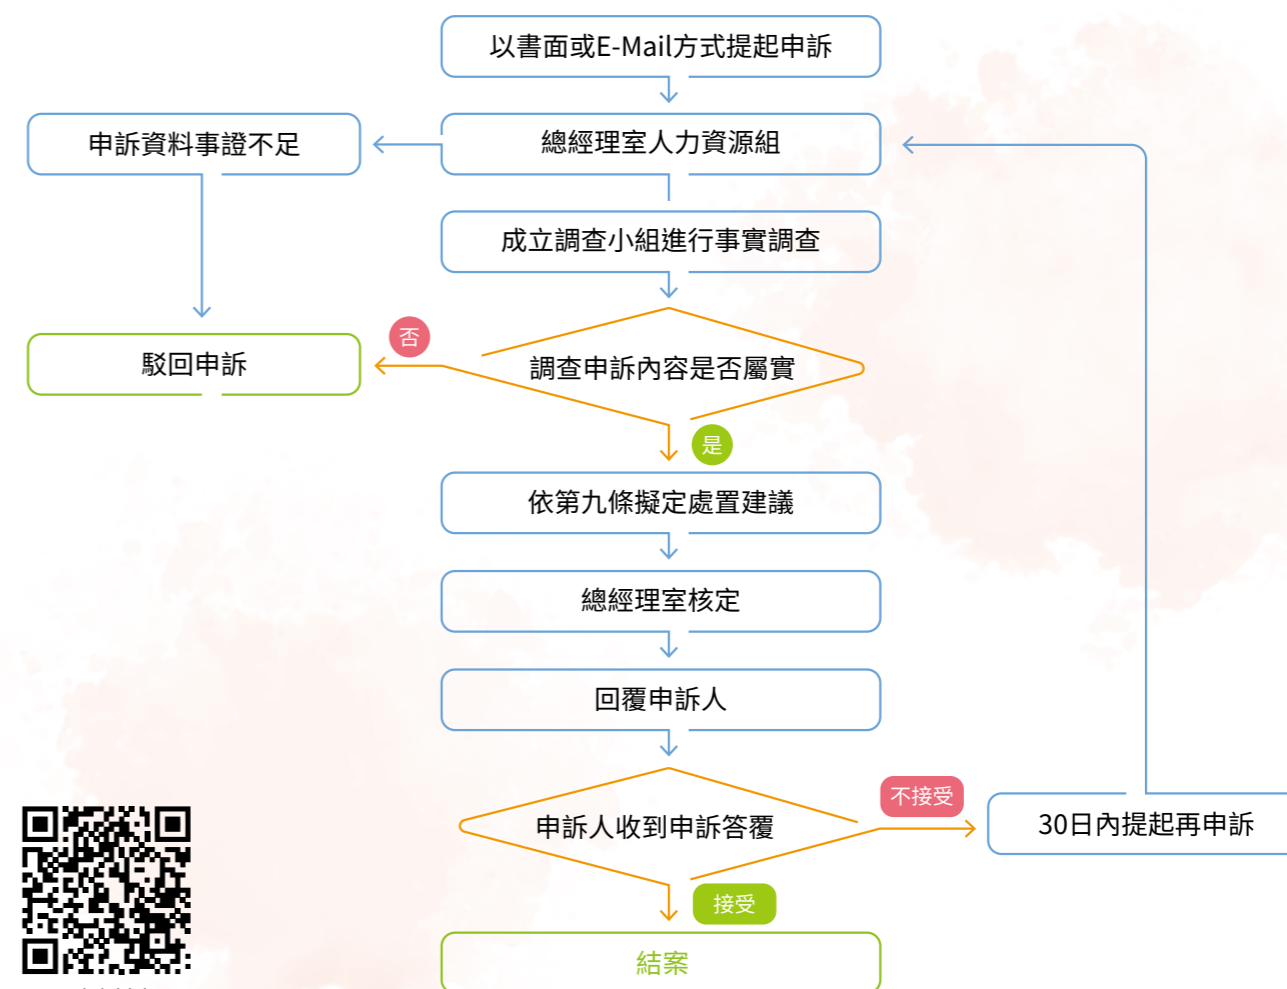 以書面或E-Mail方式提起申訴
申訴資料事證不足
總經理室人力資源組
成立調查小組進行事實調查
駁回申訴
否
調查申訴內容是否屬實
是
依第九條擬定處置建議
總經理室核定
回覆申訴人
申訴人收到申訴答覆
不接受
30日內提起再申訴
接受
結案